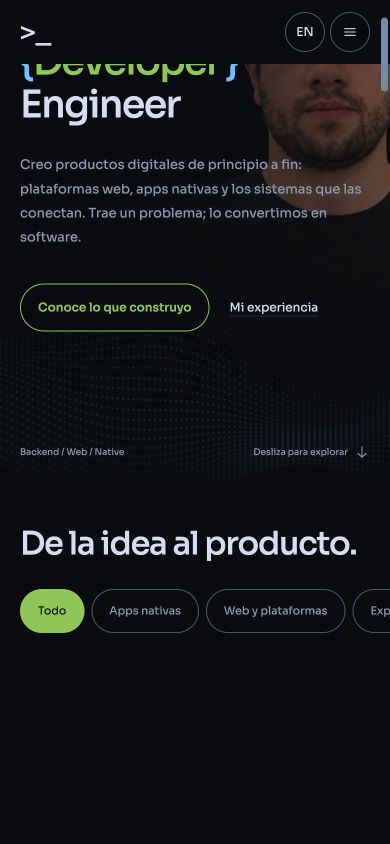 >_
EN
{Developer }
Engineer
Creo productos digitales de principio a fin:
plataformas web, apps nativas y los sistemas que las
conectan. Trae un problema; lo convertimos en
software.
Conoce lo que construyo
Mi experiencia
Backend / Web / Native
Desliza para explorar ↓
De la idea al producto.
Todo
Apps nativas
Web y plataformas
Exp